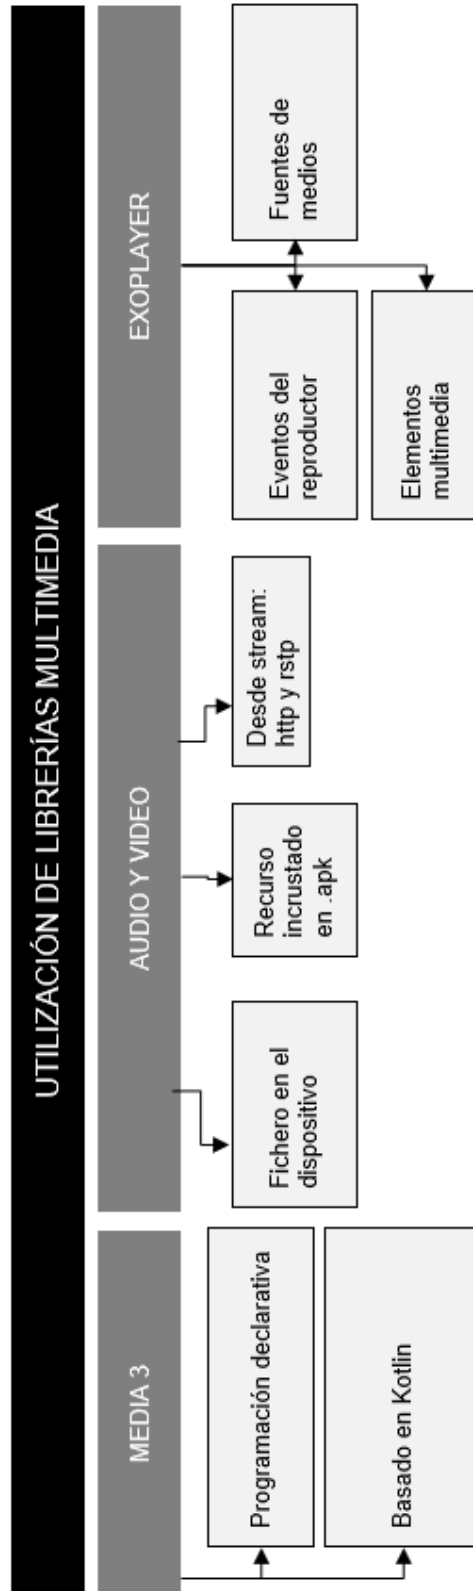 UTILIZACIÓN DE LIBRERÍAS MULTIMEDIA
MEDIA 3
Programación declarativa
Basado en Kotlin
AUDIO Y VIDEO
Fichero en el
dispositivo
Recurso
incrustado
en .apk
Desde stream:
http y rstp
EXOPLAYER
Eventos del
reproductor
Fuentes de
medios
Elementos
multimedia